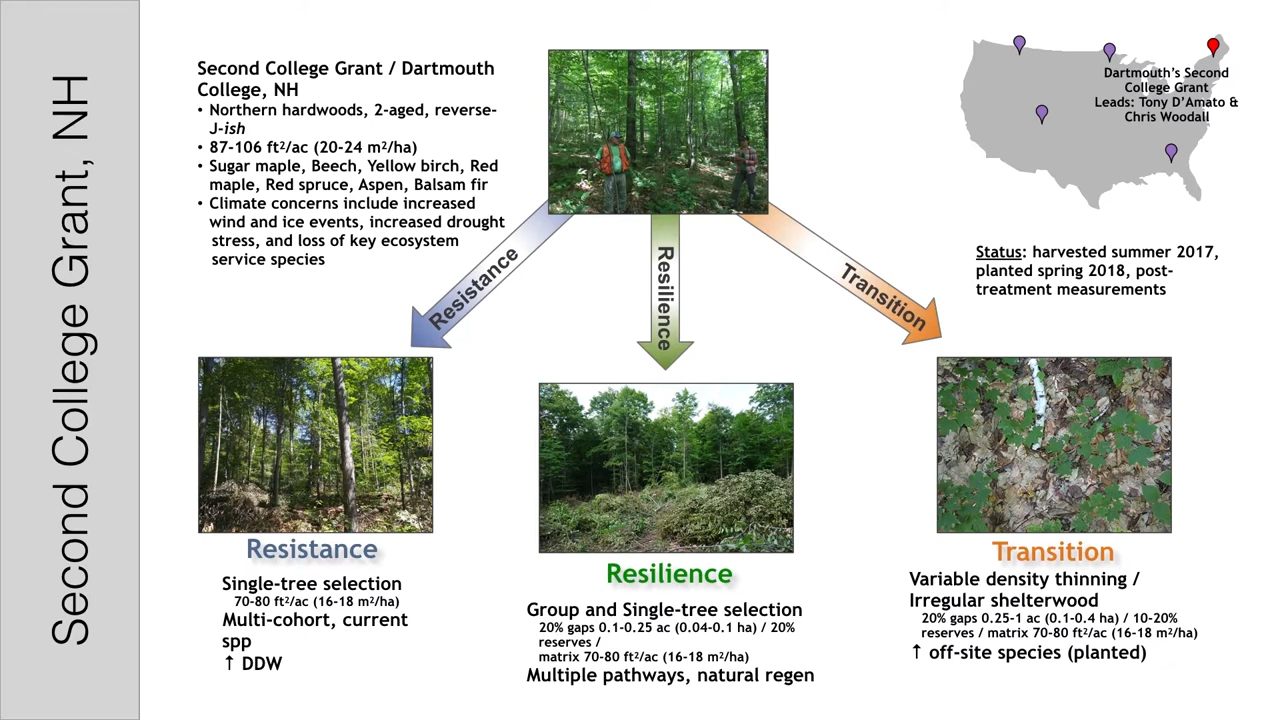 Second College Grant, NH
Second College Grant / Dartmouth
College, NH
• Northern hardwoods, 2-aged, reverse-
J-ish
• 87-106 ft²/ac (20-24 m²/ha)
• Sugar maple, Beech, Yellow birch, Red
maple, Red spruce, Aspen, Balsam fir
• Climate concerns include increased
wind and ice events, increased drought
stress, and loss of key ecosystem
service species
Dartmouth’s Second
College Grant
Leads: Tony D’Amato &
Chris Woodall
Status: harvested summer 2017,
planted spring 2018, post-
treatment measurements
Resistance
Resilience
Transition
Resistance
Single-tree selection
70-80 ft²/ac (16-18 m²/ha)
Multi-cohort, current
spp
↑ DDW
Resilience
Group and Single-tree selection
20% gaps 0.1-0.25 ac (0.04-0.1 ha) / 20%
reserves /
matrix 70-80 ft²/ac (16-18 m²/ha)
Multiple pathways, natural regen
Transition
Variable density thinning /
Irregular shelterwood
20% gaps 0.25-1 ac (0.1-0.4 ha) / 10-20%
reserves / matrix 70-80 ft²/ac (16-18 m²/ha)
↑ off-site species (planted)